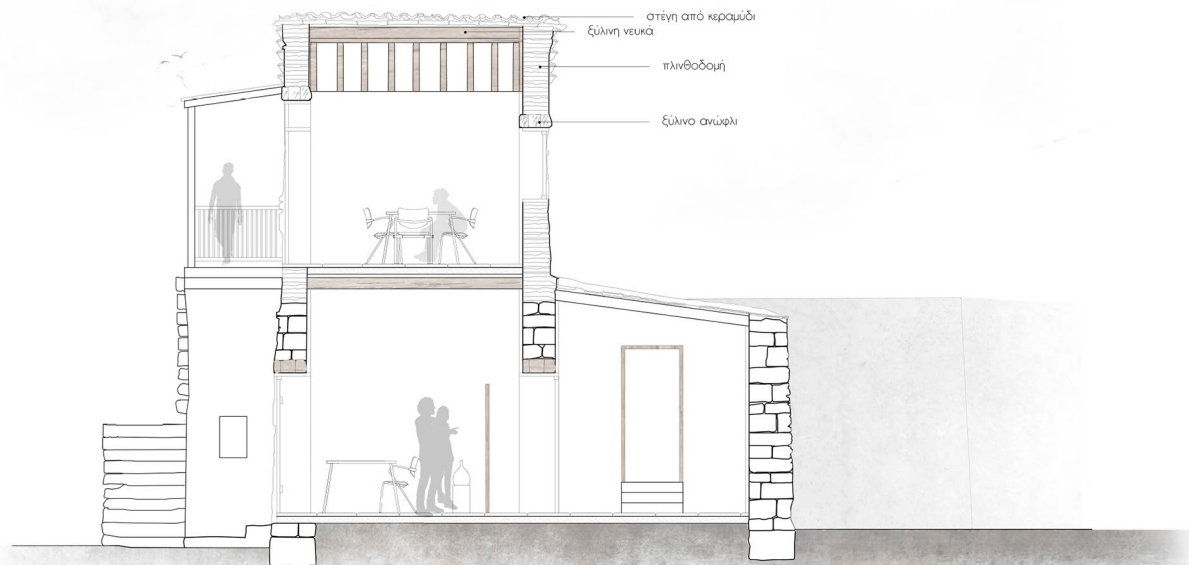 στέγη από κεραμύδι
ξύλινη νευκά
πλινθοδομή
ξύλινο ανώφλι